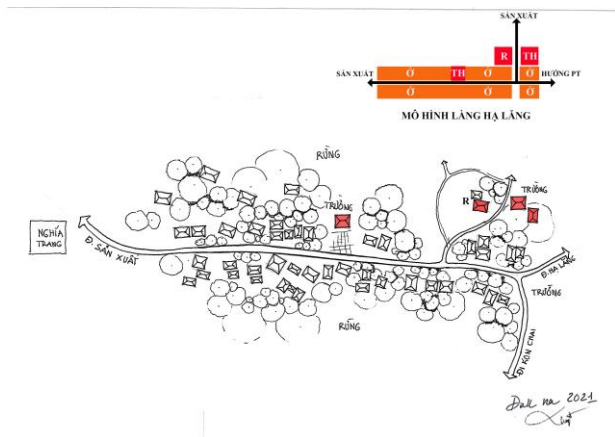 SẢN XUẤT
R
TH
SẢN XUẤT
Ở
TH
Ở
Ở
HƯỚNG PT
Ở
Ở
Ở
MÔ HÌNH LÀNG HẠ LĂNG
RỪNG
TRƯỜNG
R
TRƯỜNG
NGHĨA
TRANG
Đ. SẢN XUẤT
Đ. HẠ LĂNG
TRƯỜNG
RỪNG
ĐI KON CHAI
Dak na 2021